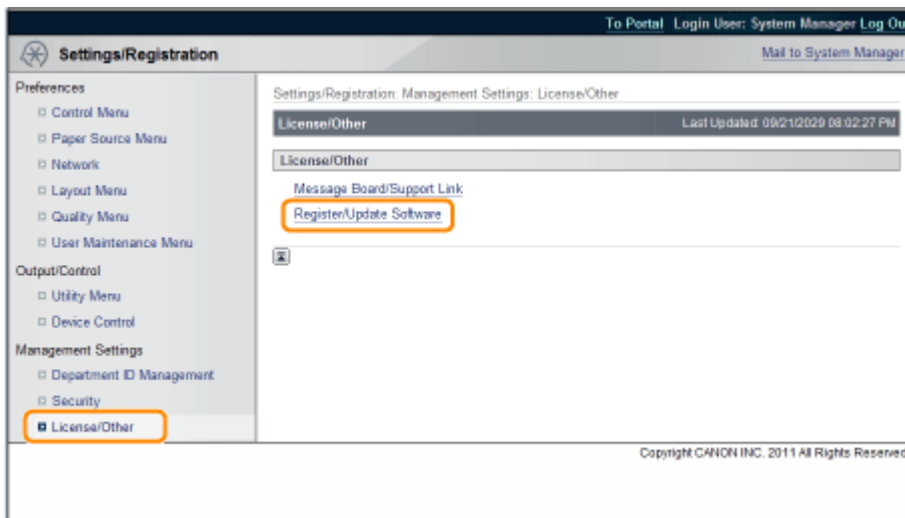 To Portal Login User: System Manager Log Ou
Settings/Registration
Mail to System Manager
Preferences
Control Menu
Paper Source Menu
Network
Layout Menu
Quality Menu
User Maintenance Menu
Output/Control
Utility Menu
Device Control
Management Settings
Department ID Management
Security
License/Other
Settings/Registration: Management Settings: License/Other
License/Other Last Updated: 09/21/2029 08:02:27 PM
License/Other
Message Board/Support Link
Register/Update Software
Copyright CANON INC. 2011 All Rights Reserved